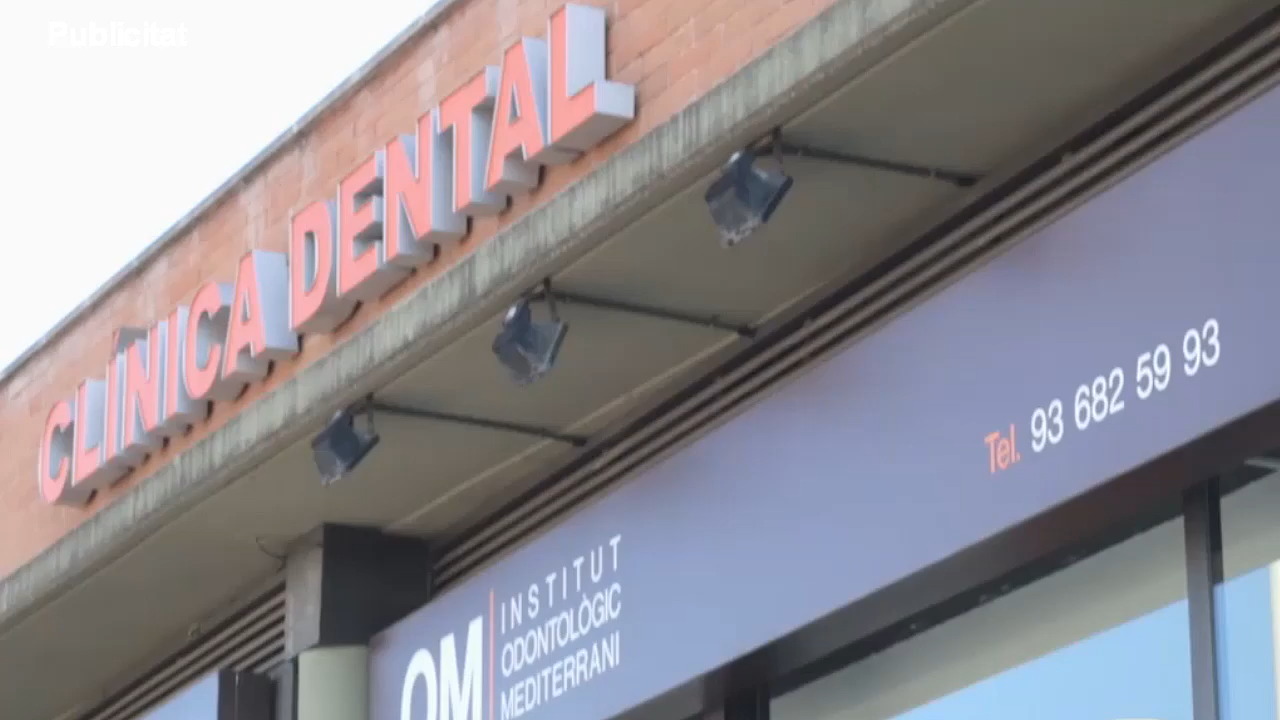 Publicitat
CLÍNICA DENTAL
Tel. 93 682 59 93
OM
INSTITUT
ODONTOLÒGIC
MEDITERRANI